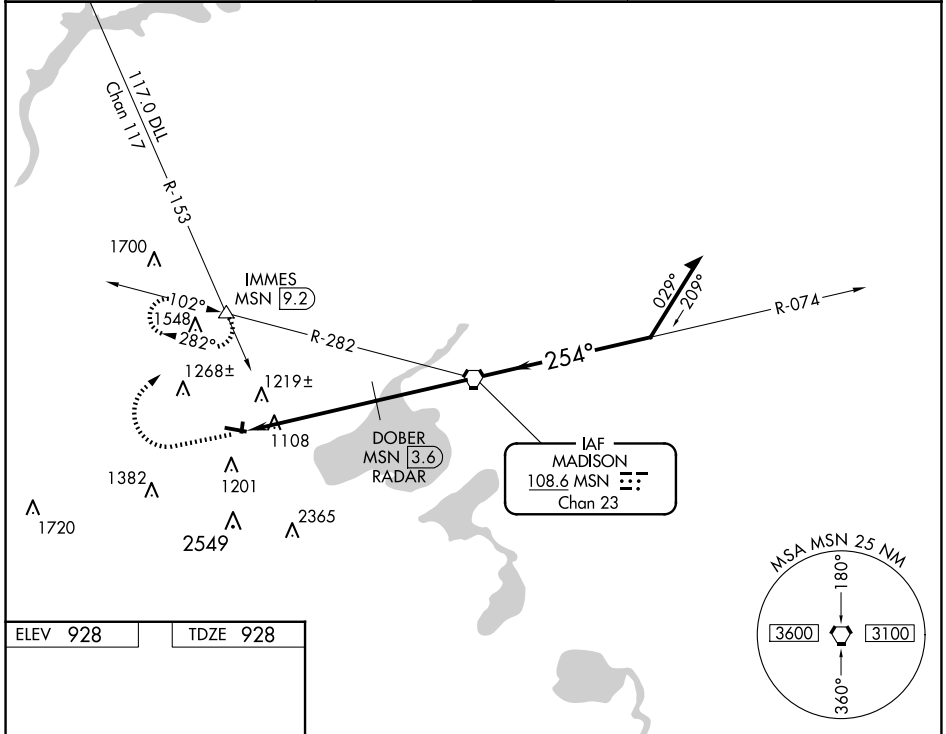 117.0 DLL
Chan 117
R-153
1700
IMMES
MSN 9.2
102°
1548
282°
R-282
029°
209°
R-074
254°
1268±
1219±
1108
DOBER
MSN 3.6
RADAR
IAF
MADISON
108.6 MSN
Chan 23
1382
1201
1720
2549
2365
MSA MSN 25 NM
180°
3600
3100
360°
ELEV 928
TDZE 928